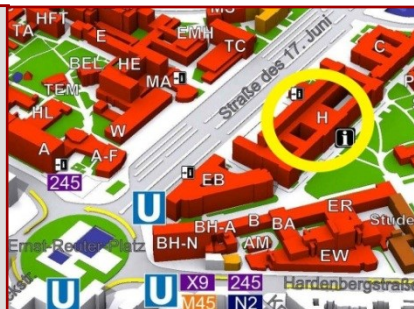 HFT
MS
TA
E
EMH
C
BEL
HE
TC
TEM
MA
Straße des 17. Juni
HL
W
H
A
A-F
i
245
EB
U
ER
BH-A
B
BA
BH-N
AM
EW
Ernst-Reuter-Platz
Hardenbergstraße
U
U
X9
245
M45
N2